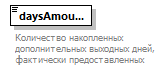 daysAmou...
Количество накопленных
дополнительных выходных дней,
фактически предоставленных